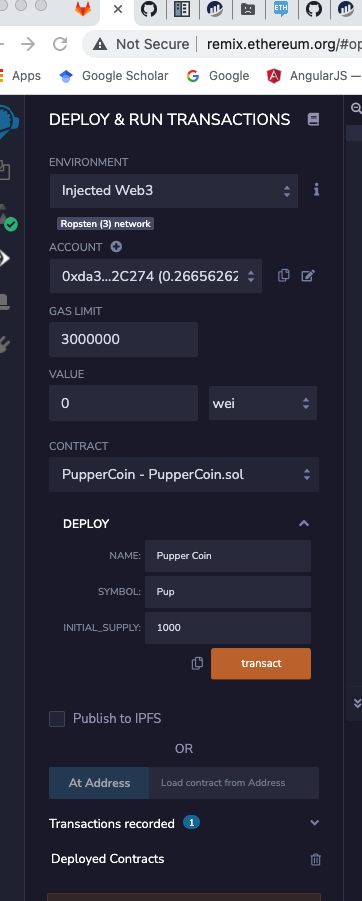 Not Secure | remix.ethereum.org/#op
Apps Google Scholar Google AngularJS —
DEPLOY & RUN TRANSACTIONS
ENVIRONMENT
Injected Web3
Ropsten (3) network
ACCOUNT
0xda3...2C274 (0.26656262
GAS LIMIT
3000000
VALUE
0 wei
CONTRACT
PupperCoin - PupperCoin.sol
DEPLOY
NAME: Pupper Coin
SYMBOL: Pup
INITIAL_SUPPLY: 1000
transact
Publish to IPFS
OR
At Address Load contract from Address
Transactions recorded 1
Deployed Contracts